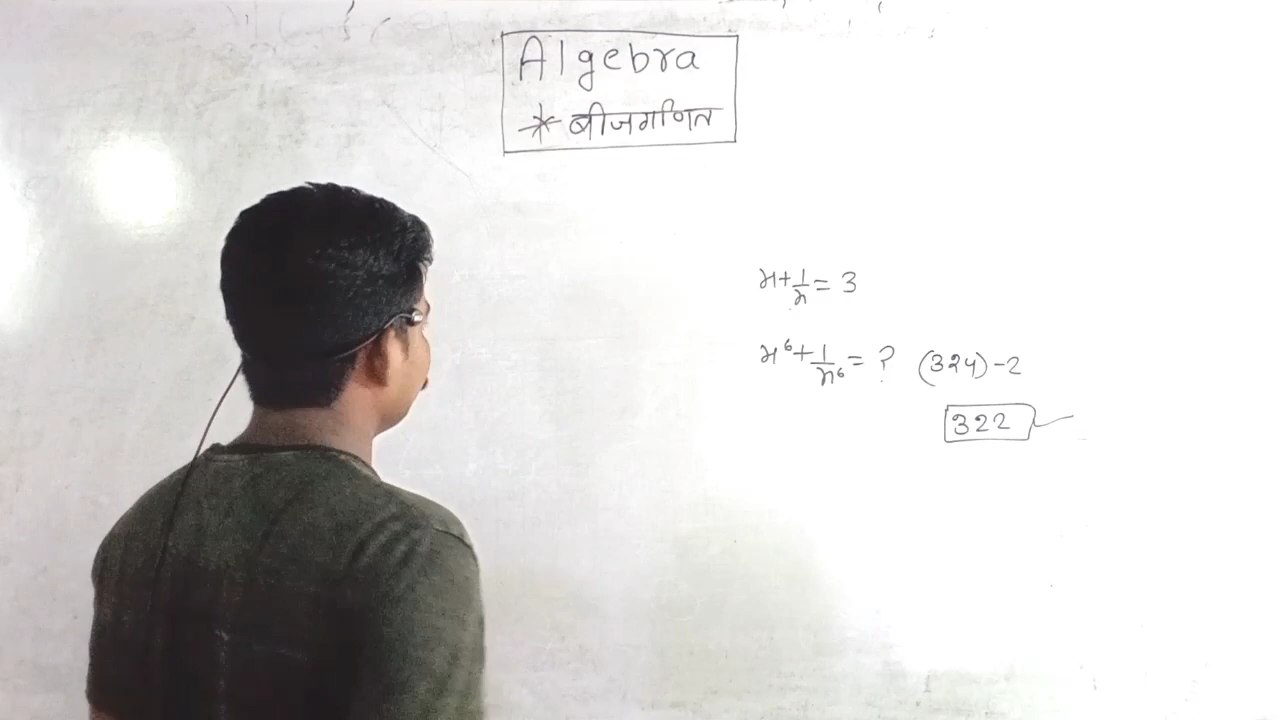 Algebra
* बीजगणित
x + 1/x = 3
x⁶ + 1/x⁶ = ? (324) - 2
322